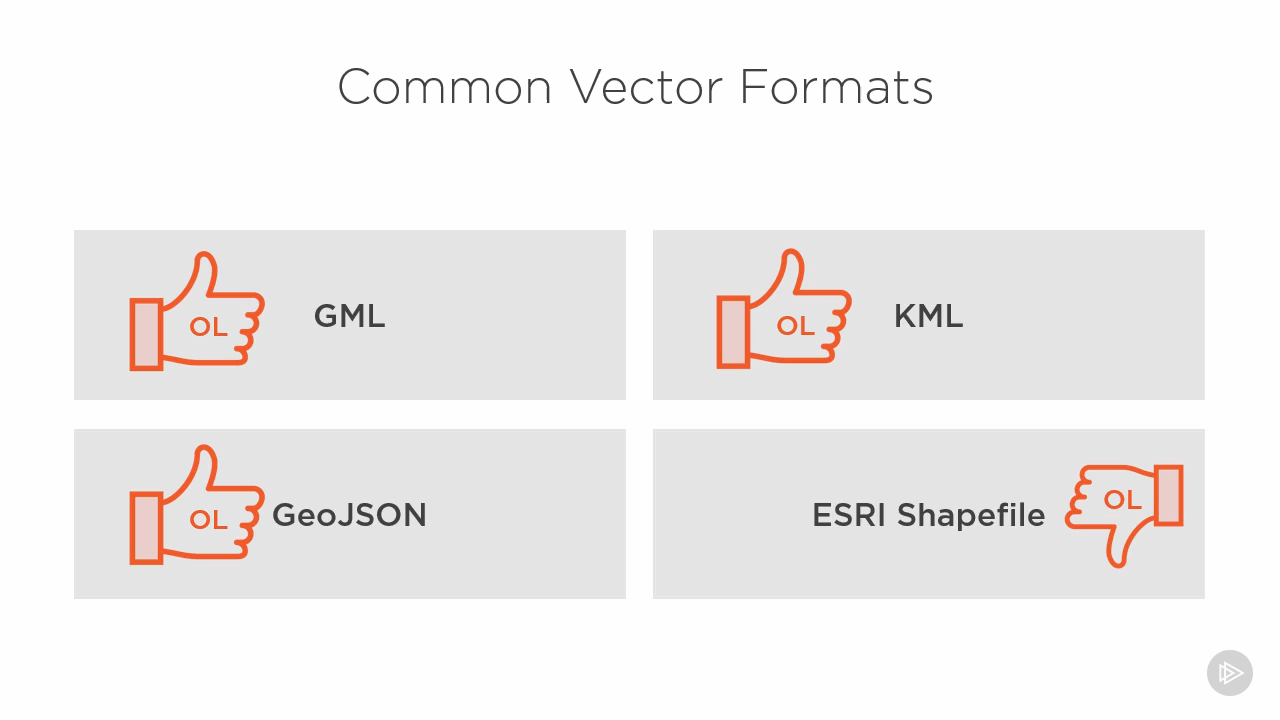 Common Vector Formats
OL GML
OL KML
OL GeoJSON
ESRI Shapefile OL